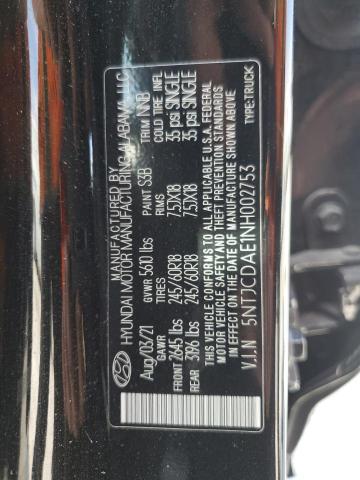 MANUFACTURED BY
HYUNDAI MOTOR MANUFACTURING ALABAMA, LLC
Aug/03/21 GVWR 5610 lbs PAINT S3B TRIM NNB
GAWR TIRES RIMS COLD TIRE INFL
FRONT 2645 lbs 245/60R18 7.5JX18 35 psi SINGLE
REAR 3196 lbs 245/60R18 7.5JX18 35 psi SINGLE
THIS VEHICLE CONFORMS TO ALL APPLICABLE U.S.A. FEDERAL
MOTOR VEHICLE SAFETY AND THEFT PREVENTION STANDARDS
IN EFFECT ON THE DATE OF MANUFACTURE SHOWN ABOVE
V.I.N 5NTJCDAE1NH002753 TYPE:TRUCK